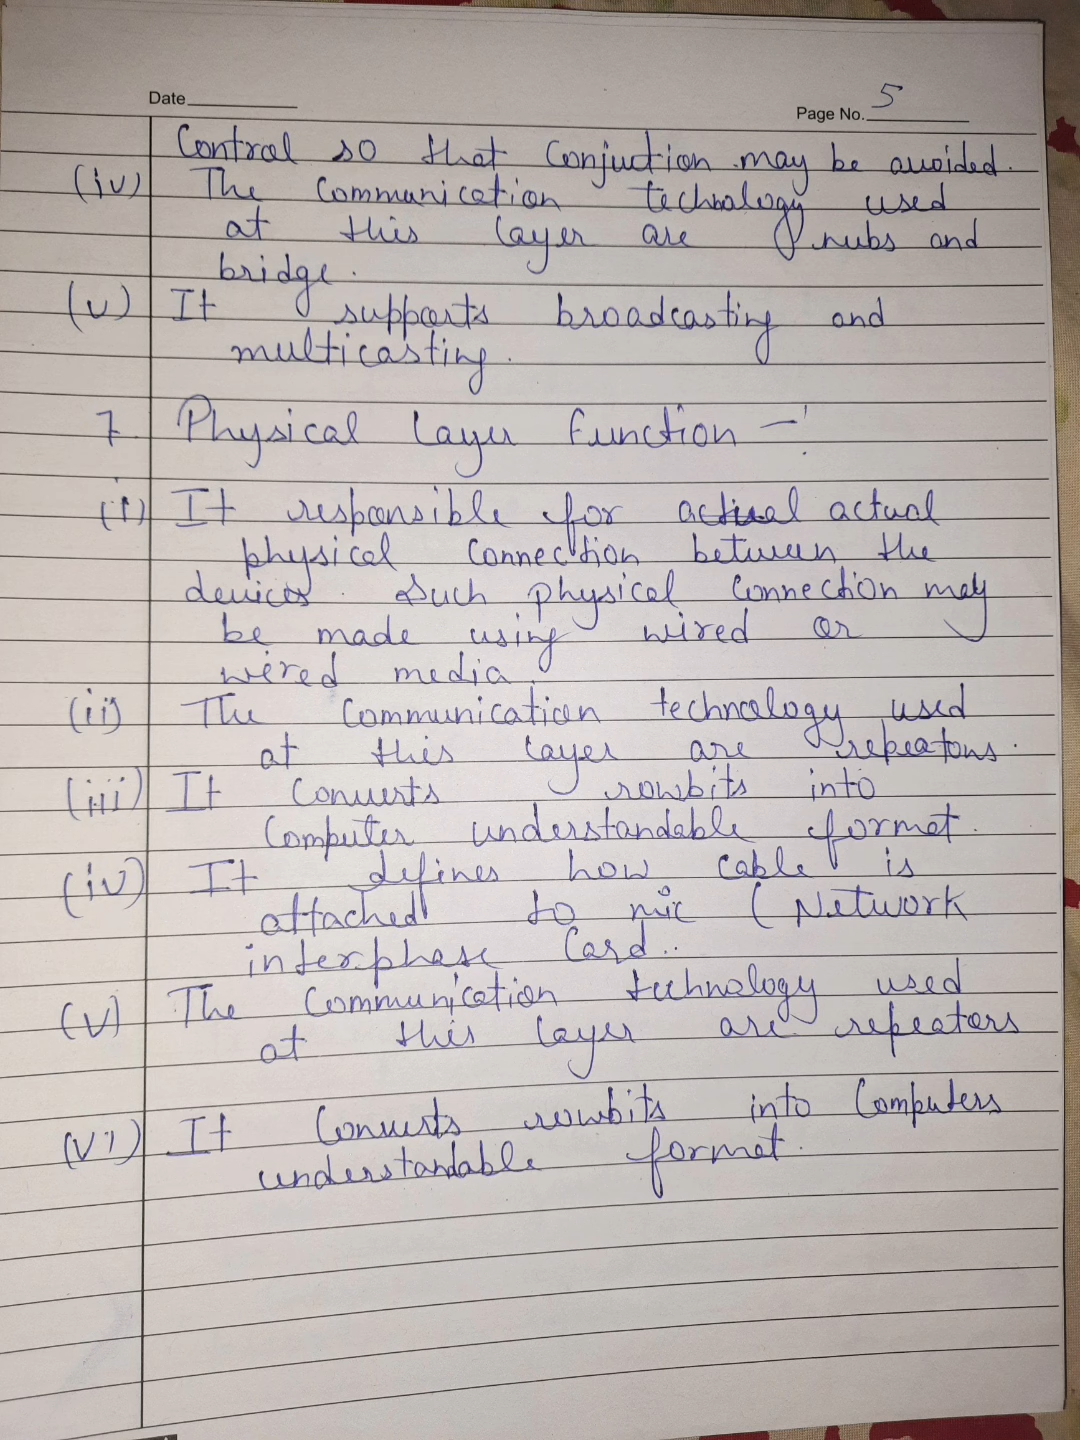 Date
Page No. 5
Control so that Conjuction may be avoided.
(iv) The Communication technology used
at this layer are hubs and
bridge.
(v) It supports broadcasting and
multicasting.
7. Physical layer function -:
(i) It responsible for actual actual
physical Connection between the
devices. Such physical Connection may
be made using wired or
wired media.
(ii) The Communication technology used
at this layer are repeators.
(iii) It Converts rowbits into
Computer understandable format.
(iv) It defines how cable is
attached to nic ( Network
interphase Card..
(v) The Communication technology used
at this layer are repeators
(vi) It Converts rowbits into Computers
understandable format.